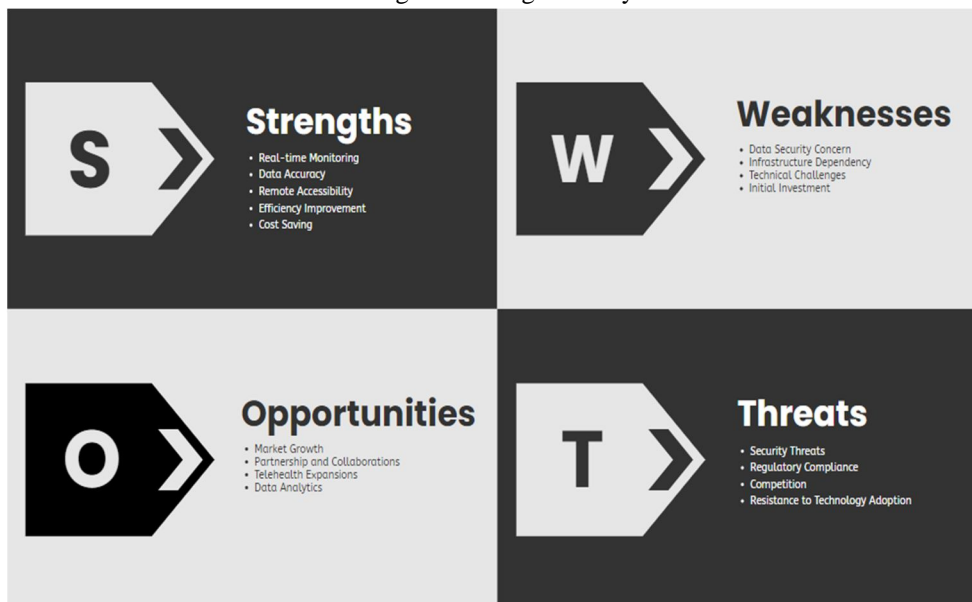 S
Strengths
• Real-time Monitoring
• Data Accuracy
• Remote Accessibility
• Efficiency Improvement
• Cost Saving
W
Weaknesses
• Data Security Concern
• Infrastructure Dependency
• Technical Challenges
• Initial Investment
O
Opportunities
• Market Growth
• Partnership and Collaborations
• Telehealth Expansions
• Data Analytics
T
Threats
• Security Threats
• Regulatory Compliance
• Competition
• Resistance to Technology Adoption